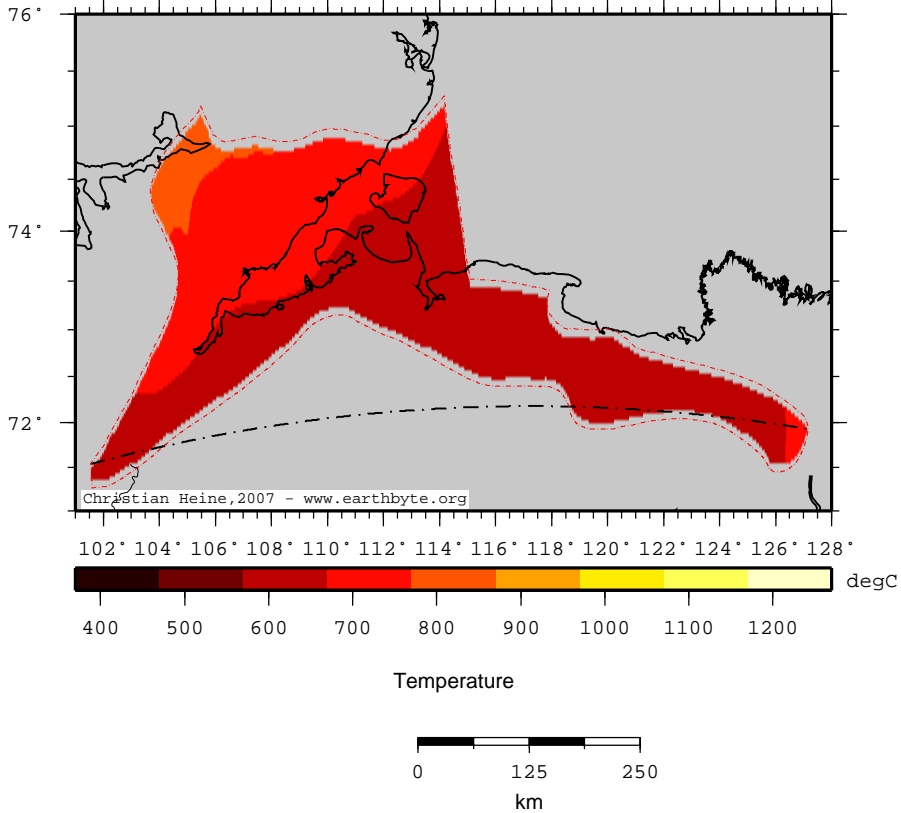 76°
74°
72°
Christian Heine,2007 - www.earthbyte.org
102° 104° 106° 108° 110° 112° 114° 116° 118° 120° 122° 124° 126° 128°
degC
400 500 600 700 800 900 1000 1100 1200
Temperature
0 125 250
km